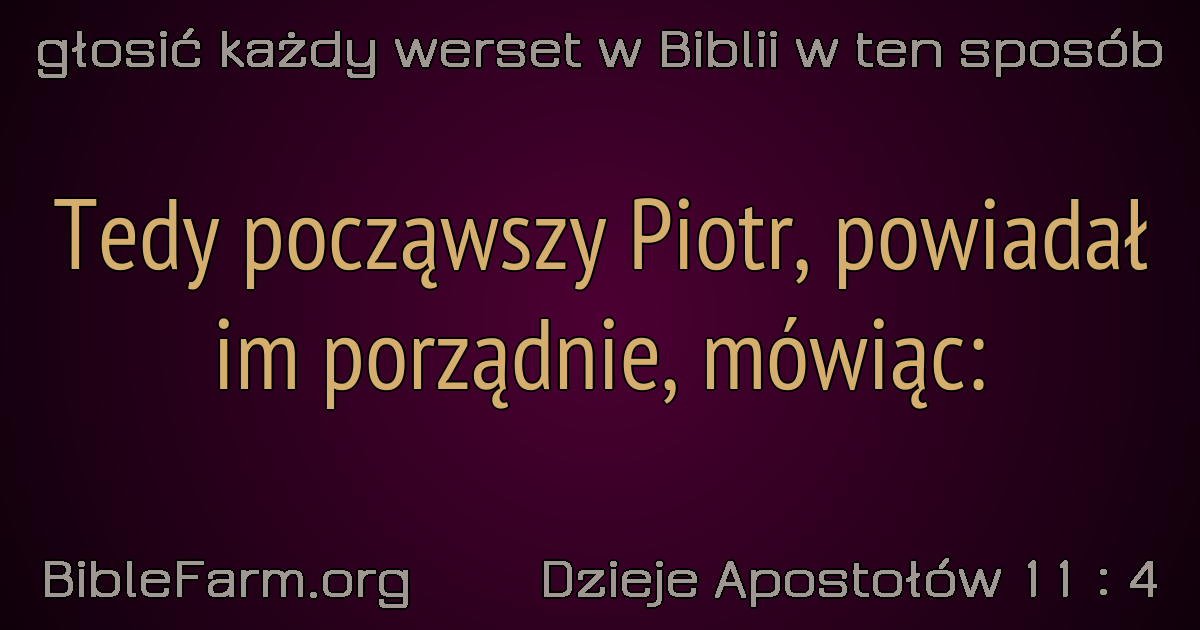 głosić każdy werset w Biblii w ten sposób
Tedy począwszy Piotr, powiadał
im porządnie, mówiąc:
BibleFarm.org
Dzieje Apostołów 11 : 4